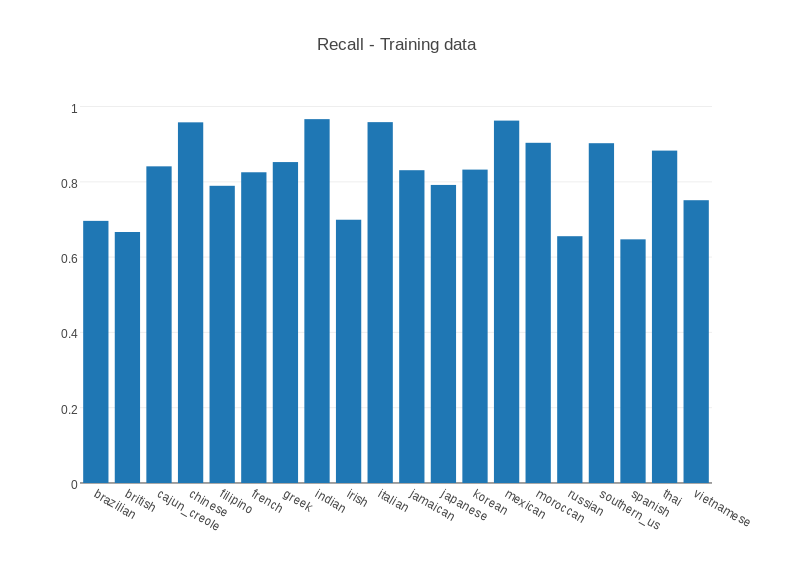 Recall - Training data
1
0.8
0.6
0.4
0.2
0
brazilian
british
cajun_creole
chinese
filipino
french
greek
indian
irish
italian
jamaican
japanese
korean
mexican
moroccan
russian
southern_us
spanish
thai
vietnamese